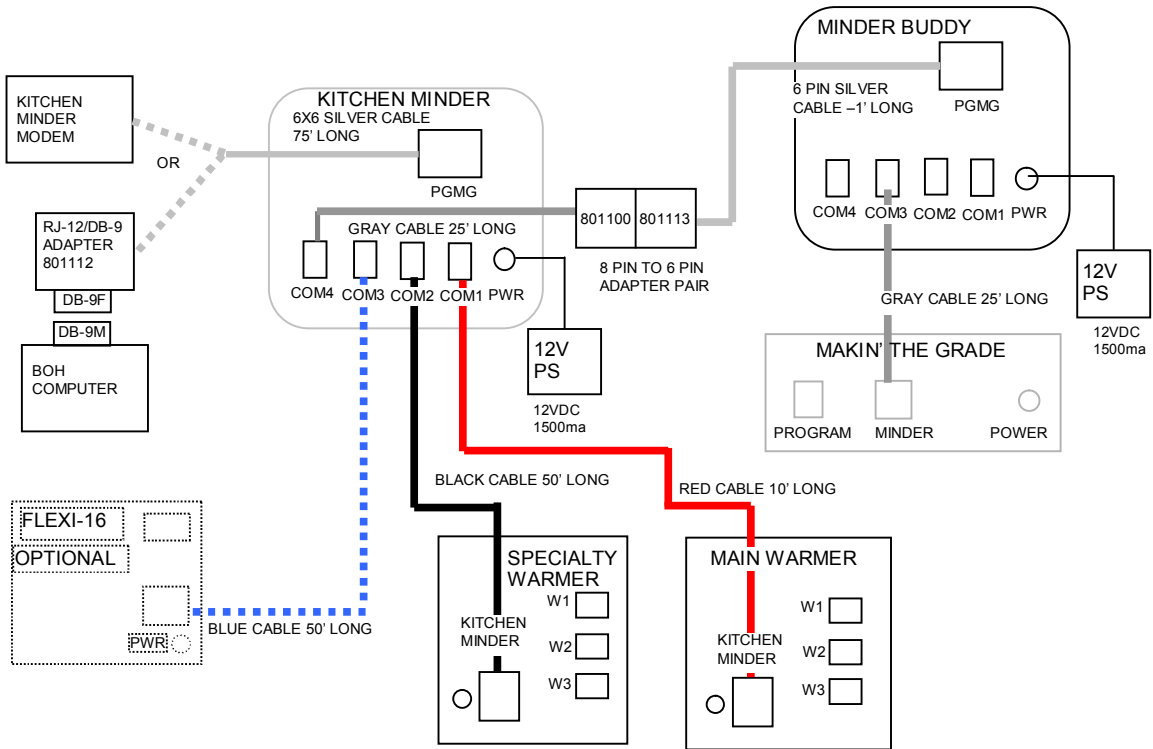 MINDER BUDDY
PGMG
6 PIN SILVER
CABLE –1' LONG
COM4
COM3
COM2
COM1
PWR
12V
PS
12VDC
1500ma
KITCHEN
MINDER
MODEM
OR
KITCHEN MINDER
6X6 SILVER CABLE
75' LONG
PGMG
GRAY CABLE 25' LONG
COM4
COM3
COM2
COM1
PWR
801100
801113
8 PIN TO 6 PIN
ADAPTER PAIR
12V
PS
12VDC
1500ma
RJ-12/DB-9
ADAPTER
801112
DB-9F
DB-9M
BOH
COMPUTER
GRAY CABLE 25' LONG
MAKIN' THE GRADE
PROGRAM
MINDER
POWER
BLACK CABLE 50' LONG
RED CABLE 10' LONG
FLEXI-16
OPTIONAL
PWR
BLUE CABLE 50' LONG
SPECIALTY
WARMER
W1
W2
W3
KITCHEN
MINDER
MAIN WARMER
W1
W2
W3
KITCHEN
MINDER